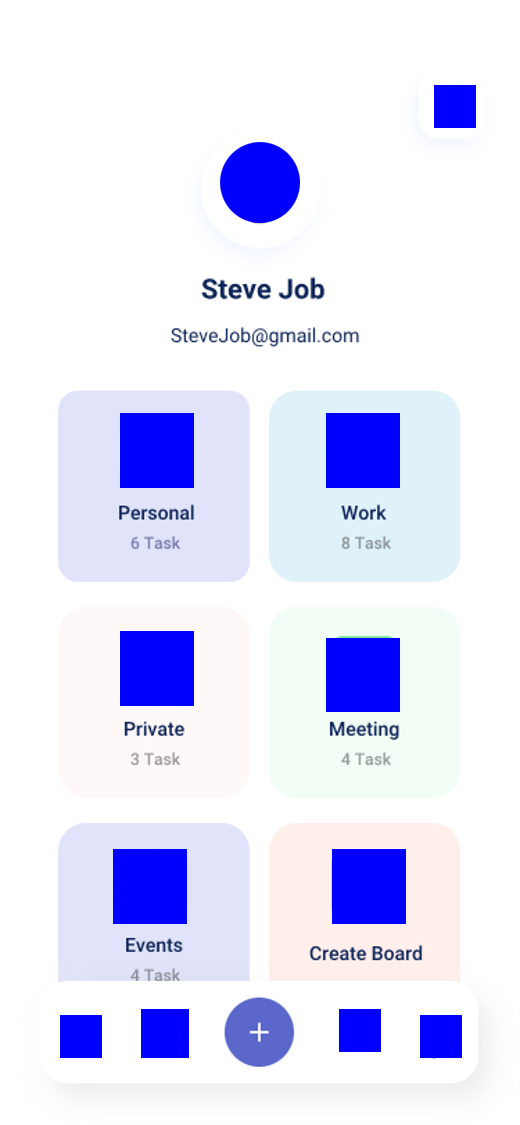 Steve Job
SteveJob@gmail.com
Personal
6 Task
Work
8 Task
Private
3 Task
Meeting
4 Task
Events
4 Task
Create Board
+